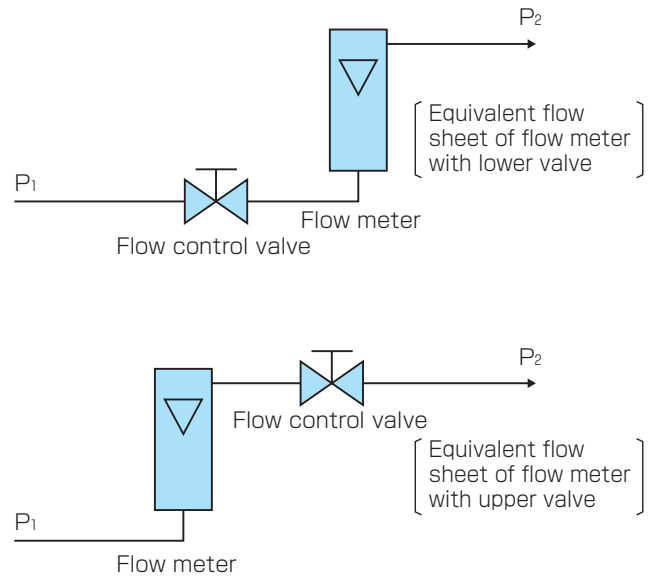 P2
Equivalent flow
sheet of flow meter
with lower valve
P1
Flow meter
Flow control valve
P2
Flow control valve
Equivalent flow
sheet of flow meter
with upper valve
P1
Flow meter